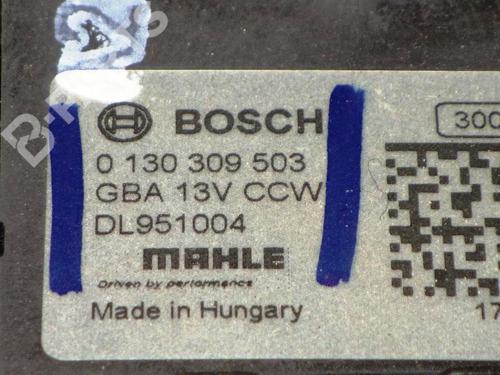 BOSCH
300
0 130 309 503
GBA 13V CCW
DL951004
MAHLE
Driven by performance
Made in Hungary
17